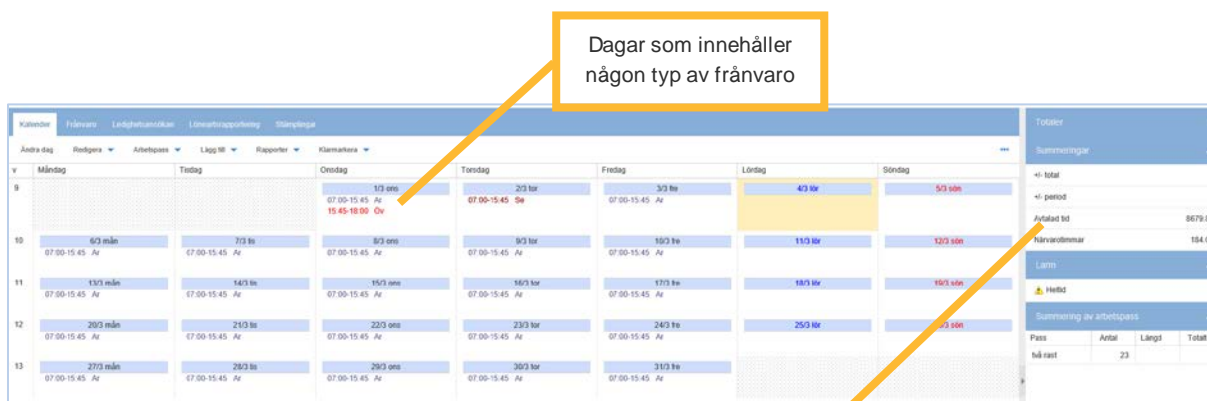 Dagar som innehåller
någon typ av frånvaro
Kalender Frånvaro Ledighetsansökan Löneartsrapportering Stämplingar
Ändra dag Redigera Arbetspass Lägg till Rapporter Klarmarkera
Totaler
Summeringar
v Måndag Tisdag Onsdag Torsdag Fredag Lördag Söndag
+/- total
9 1/3 ons 2/3 tor 3/3 fre 4/3 lör 5/3 sön
07:00-15:45 Ar 07:00-15:45 Se 07:00-15:45 Ar
15:45-18:00 Öv
+/- period
Avtalad tid 8679:
Närvarotimmar 184:
10 6/3 mån 7/3 tis 8/3 ons 9/3 tor 10/3 fre 11/3 lör 12/3 sön
07:00-15:45 Ar 07:00-15:45 Ar 07:00-15:45 Ar 07:00-15:45 Ar 07:00-15:45 Ar
Larm
Heltid
11 13/3 mån 14/3 tis 15/3 ons 16/3 tor 17/3 fre 18/3 lör 19/3 sön
07:00-15:45 Ar 07:00-15:45 Ar 07:00-15:45 Ar 07:00-15:45 Ar 07:00-15:45 Ar
Summering av arbetspass
Pass Antal Längd
två rast 23
12 20/3 mån 21/3 tis 22/3 ons 23/3 tor 24/3 fre 25/3 lör sön
07:00-15:45 Ar 07:00-15:45 Ar 07:00-15:45 Ar 07:00-15:45 Ar 07:00-15:45 Ar
13 27/3 mån 28/3 tis 29/3 ons 30/3 tor 31/3 fre
07:00-15:45 Ar 07:00-15:45 Ar 07:00-15:45 Ar 07:00-15:45 Ar 07:00-15:45 Ar